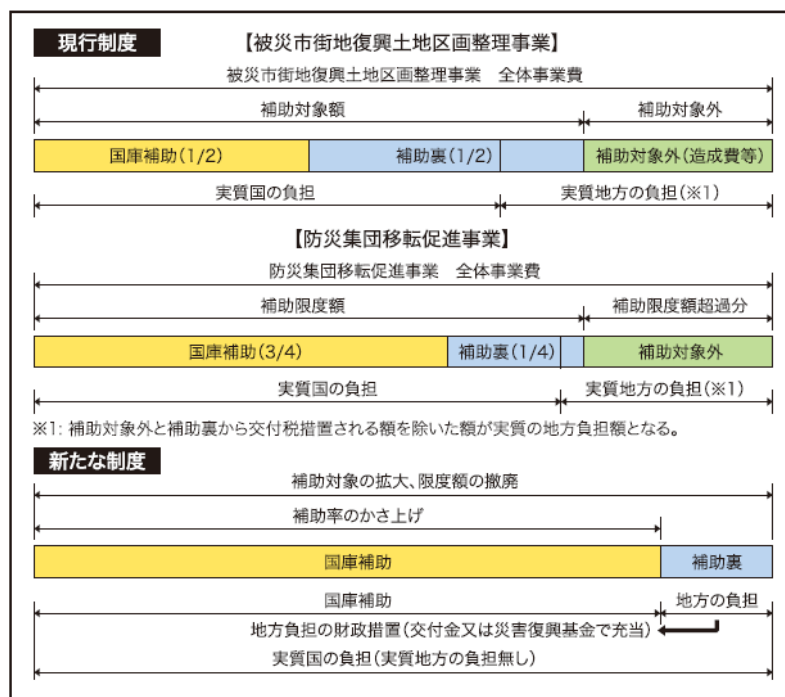 現行制度
【被災市街地復興土地区画整理事業】
被災市街地復興土地区画整理事業 全体事業費
補助対象額 補助対象外
国庫補助(1/2) 補助裏(1/2) 補助対象外(造成費等)
実質国の負担 実質地方の負担(※1)
【防災集団移転促進事業】
防災集団移転促進事業 全体事業費
補助限度額 補助限度額超過分
国庫補助(3/4) 補助裏(1/4) 補助対象外
実質国の負担 実質地方の負担(※1)
※1: 補助対象外と補助裏から交付税措置される額を除いた額が実質の地方負担額となる。
新たな制度
補助対象の拡大、限度額の撤廃
補助率のかさ上げ
国庫補助 補助裏
国庫補助 地方の負担
地方負担の財政措置(交付金又は災害復興基金で充当)
実質国の負担(実質地方の負担無し)